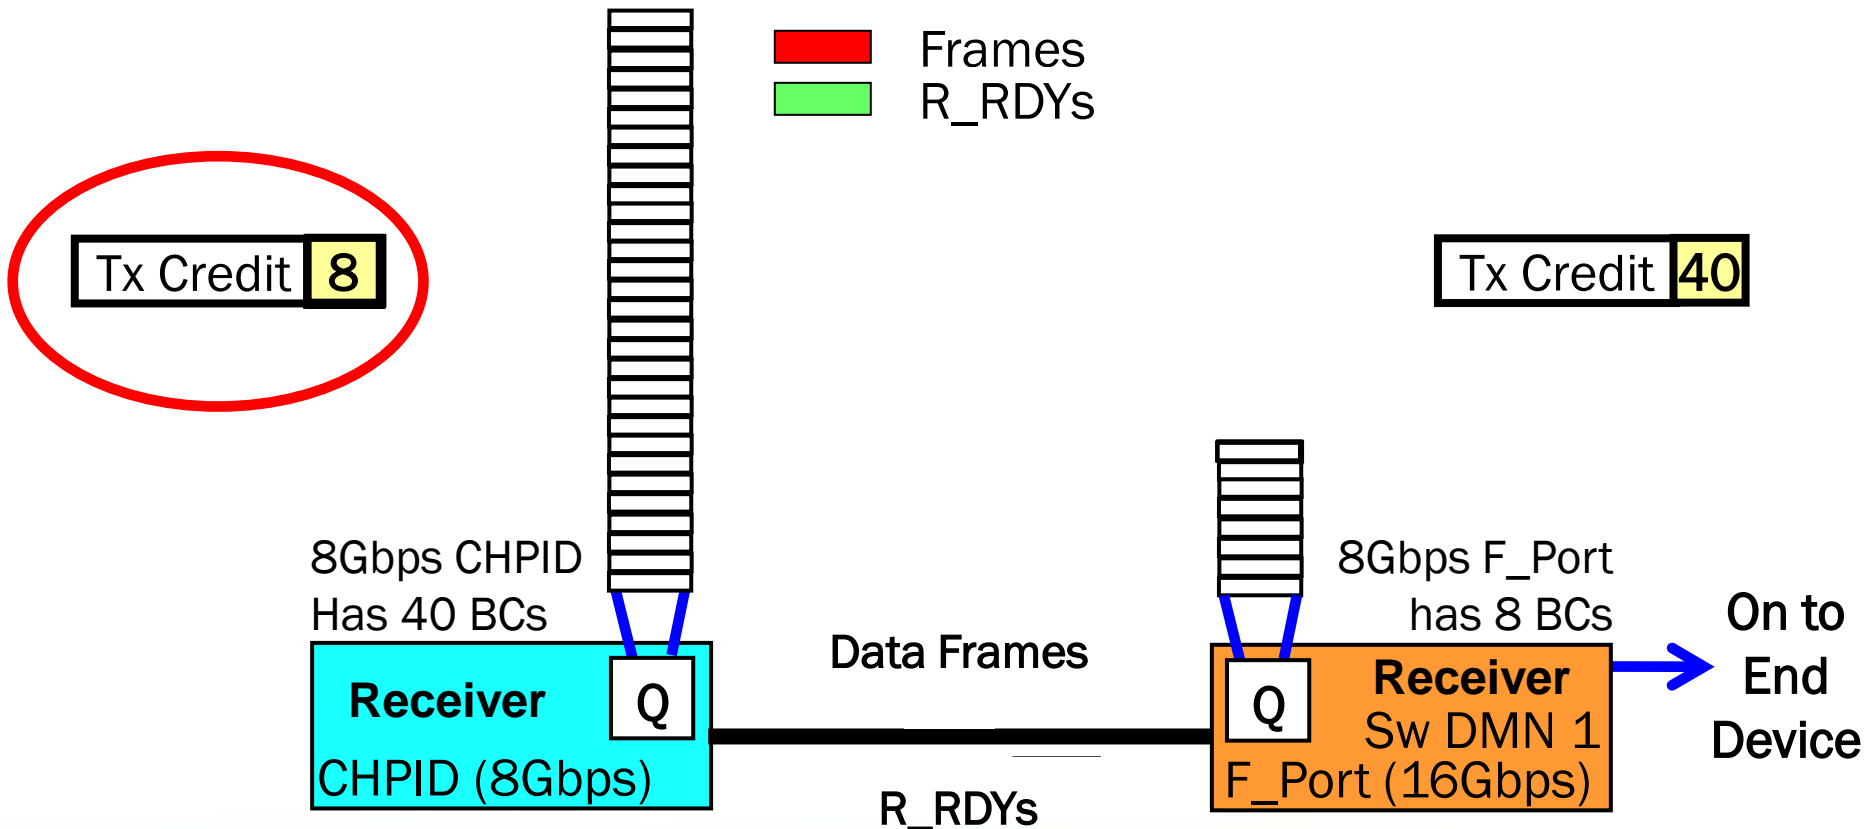 Frames
R_RDYs
Tx Credit 8
Tx Credit 40
8Gbps CHPID
Has 40 BCs
8Gbps F_Port
has 8 BCs
On to
End
Device
Data Frames
Receiver
Q
CHPID (8Gbps)
Q
Receiver
Sw DMN 1
F_Port (16Gbps)
R_RDYs